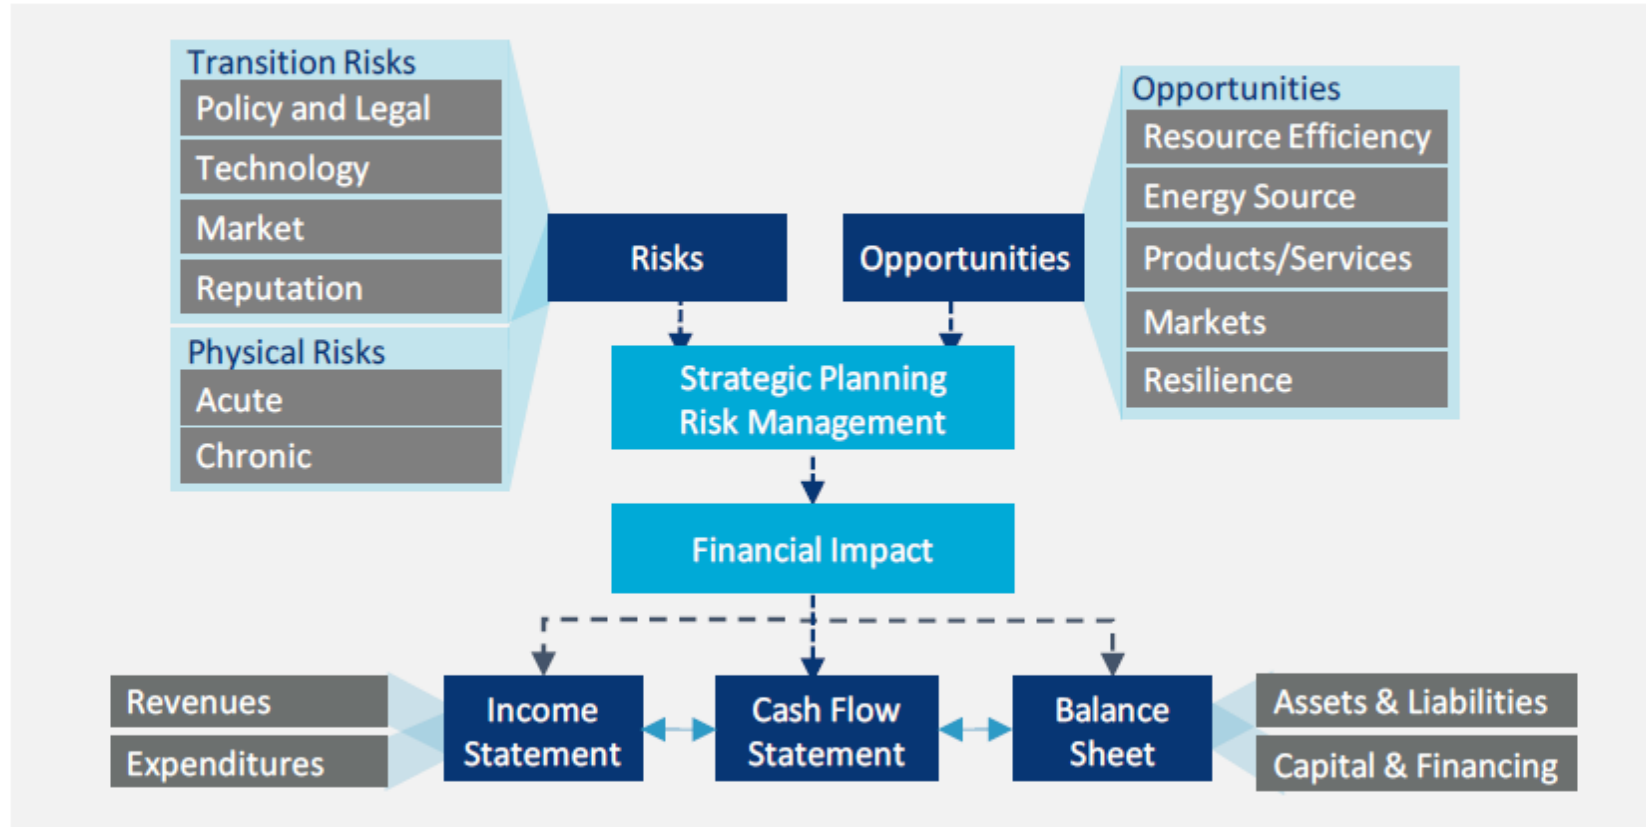 Transition Risks
Policy and Legal
Technology
Market
Reputation
Physical Risks
Acute
Chronic
Risks
Opportunities
Opportunities
Resource Efficiency
Energy Source
Products/Services
Markets
Resilience
Strategic Planning
Risk Management
Financial Impact
Revenues
Expenditures
Income
Statement
Cash Flow
Statement
Balance
Sheet
Assets & Liabilities
Capital & Financing